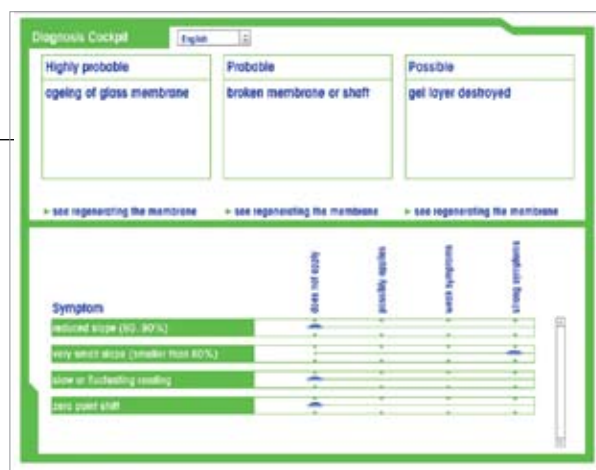 Diagnosis Cockpit
English
Highly probable
Probable
Possible
ageing of glass membrane
broken membrane or shaft
gel layer destroyed
see regenerating the membrane
see regenerating the membrane
see regenerating the membrane
does not apply
possibly applies
weak symptoms
strong symptoms
Symptom
reduced slope (60..90%)
very small slope (smaller than 60%)
slow or fluctuating reading
zero point shift